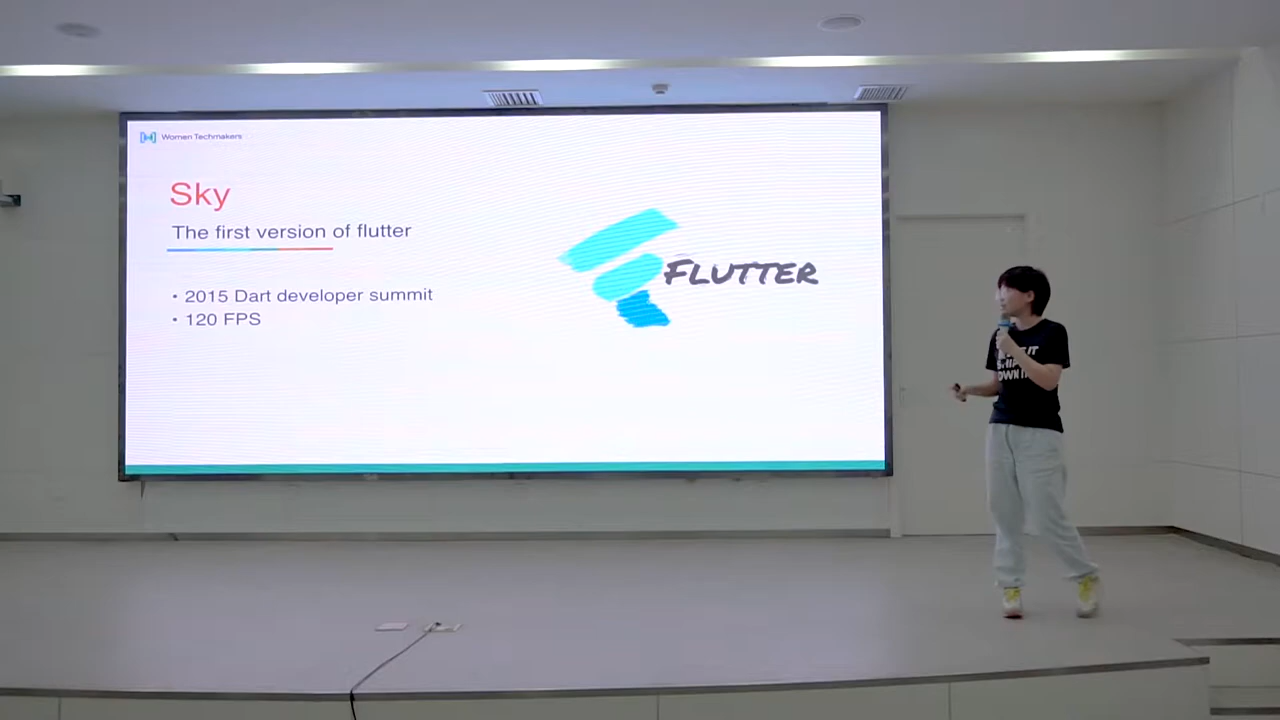 Women Techmakers
Sky
The first version of flutter
• 2015 Dart developer summit
• 120 FPS
FLUTTER